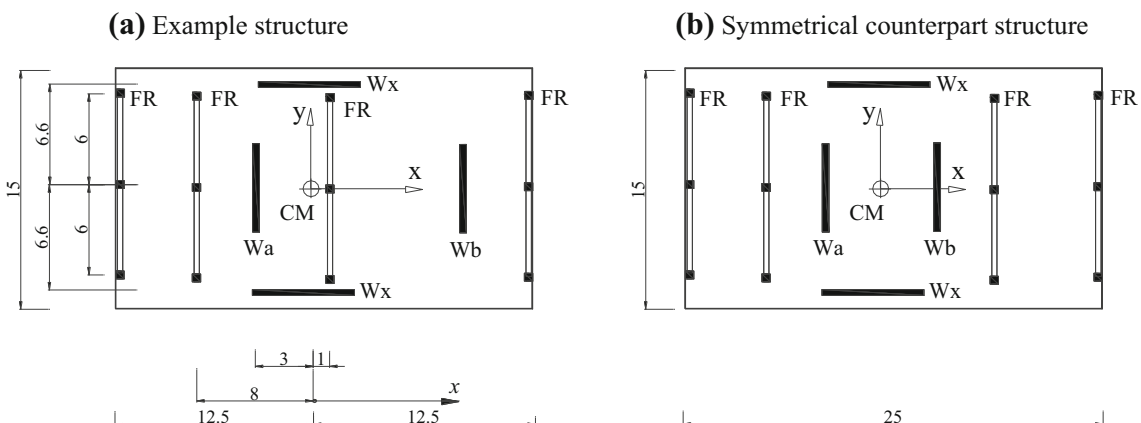 (a) Example structure
(b) Symmetrical counterpart structure
Wx
FR
FR
FR
FR
y
x
CM
Wa
Wb
Wx
15
6.6
6.6
6
6
3
1
8
x
12.5
12.5
Wx
FR
FR
FR
FR
y
x
CM
Wa
Wb
Wx
15
25